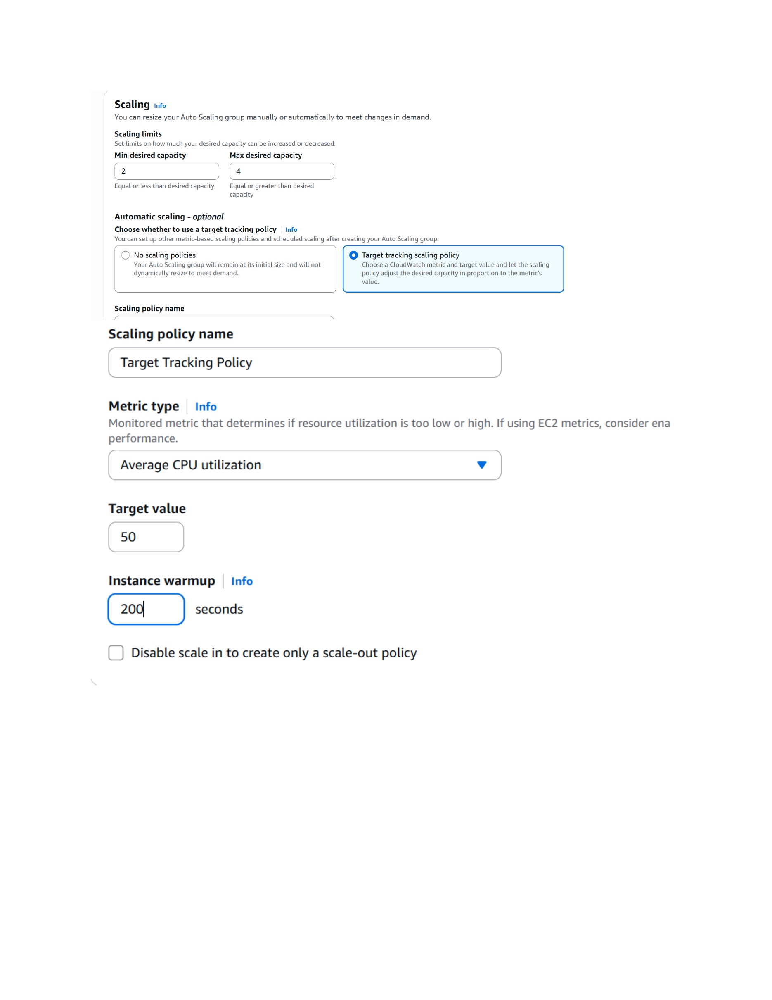 Scaling Info
You can resize your Auto Scaling group manually or automatically to meet changes in demand.
Scaling limits
Set limits on how much your desired capacity can be increased or decreased.
Min desired capacity
Max desired capacity
2
4
Equal or less than desired capacity
Equal or greater than desired
capacity
Automatic scaling - optional
Choose whether to use a target tracking policy Info
You can set up other metric-based scaling policies and scheduled scaling after creating your Auto Scaling group.
No scaling policies
Your Auto Scaling group will remain at its initial size and will not
dynamically resize to meet demand.
Target tracking scaling policy
Choose a CloudWatch metric and target value and let the scaling
policy adjust the desired capacity in proportion to the metric's
value.
Scaling policy name
Scaling policy name
Target Tracking Policy
Metric type Info
Monitored metric that determines if resource utilization is too low or high. If using EC2 metrics, consider ena
performance.
Average CPU utilization
Target value
50
Instance warmup Info
200 seconds
Disable scale in to create only a scale-out policy